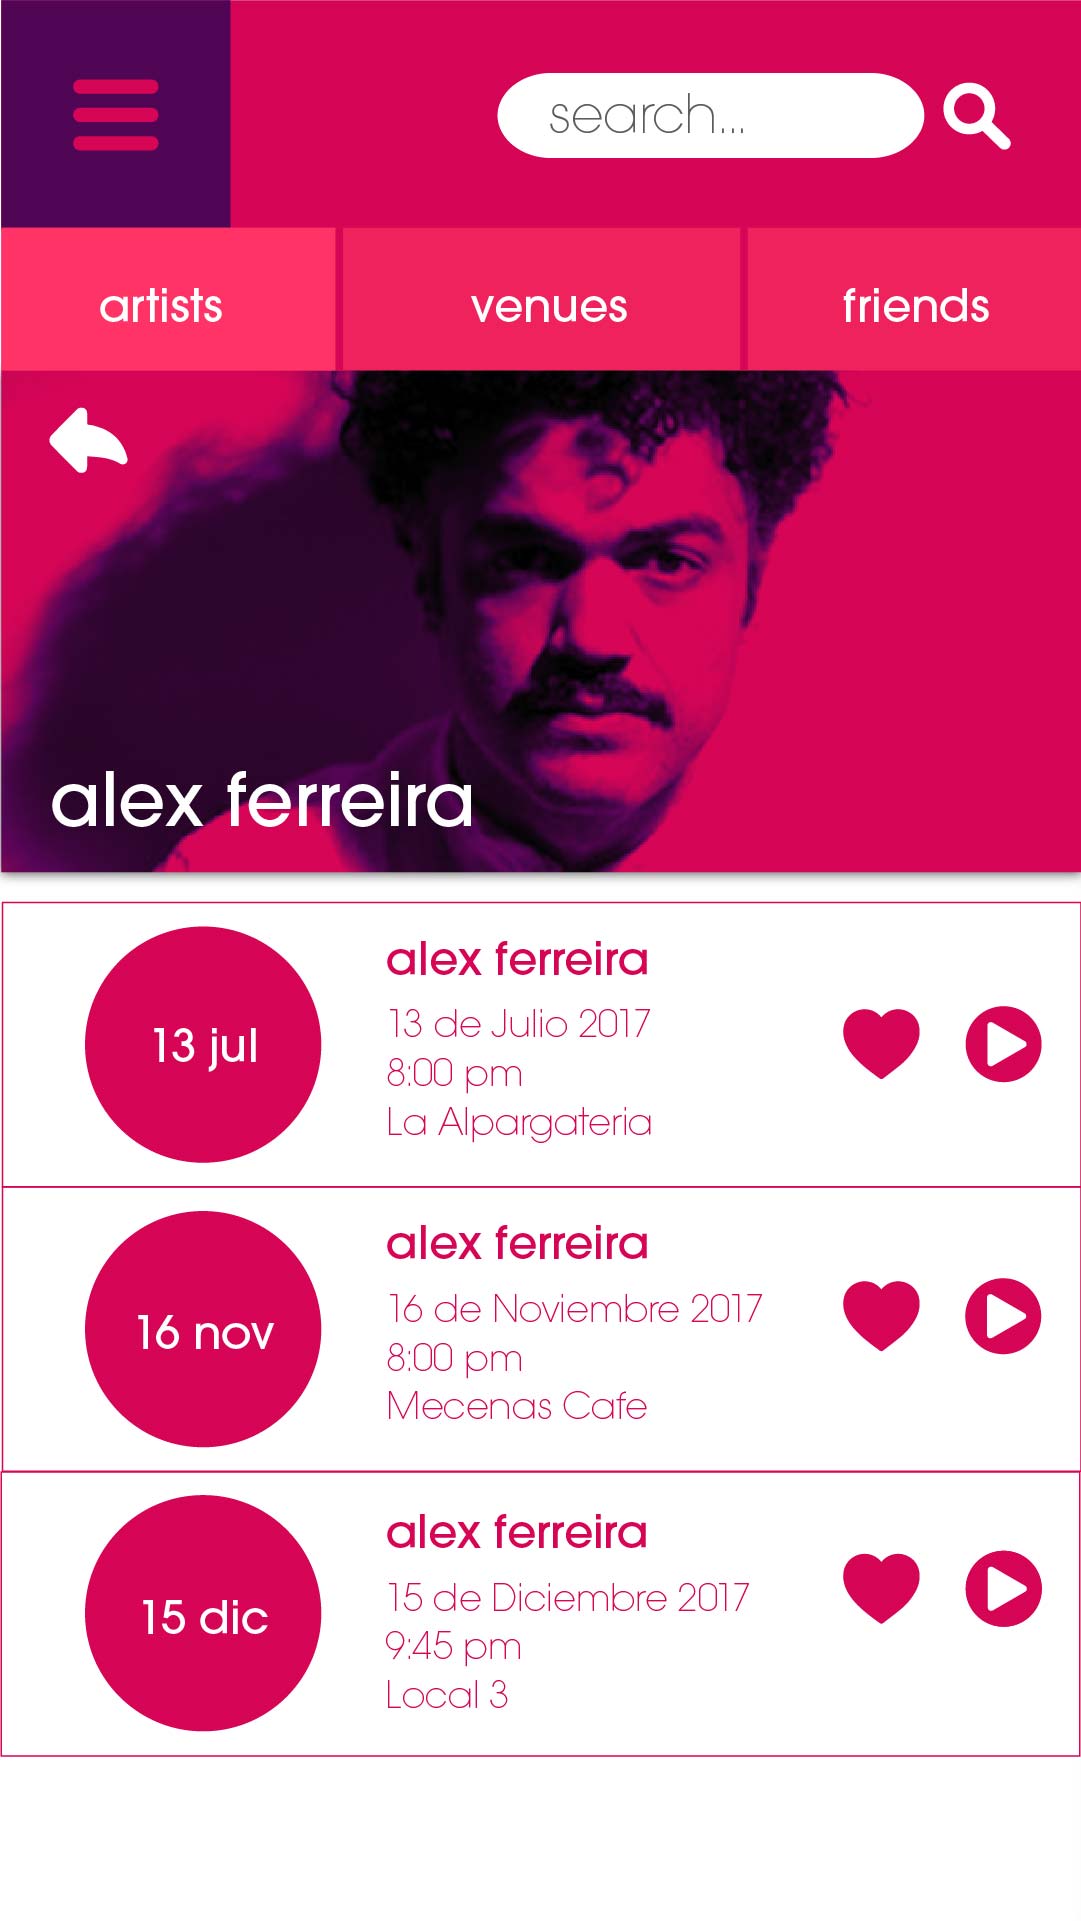 search...
artists
venues
friends
alex ferreira
13 jul
alex ferreira
13 de Julio 2017
8:00 pm
La Alpargateria
16 nov
alex ferreira
16 de Noviembre 2017
8:00 pm
Mecenas Cafe
15 dic
alex ferreira
15 de Diciembre 2017
9:45 pm
Local 3